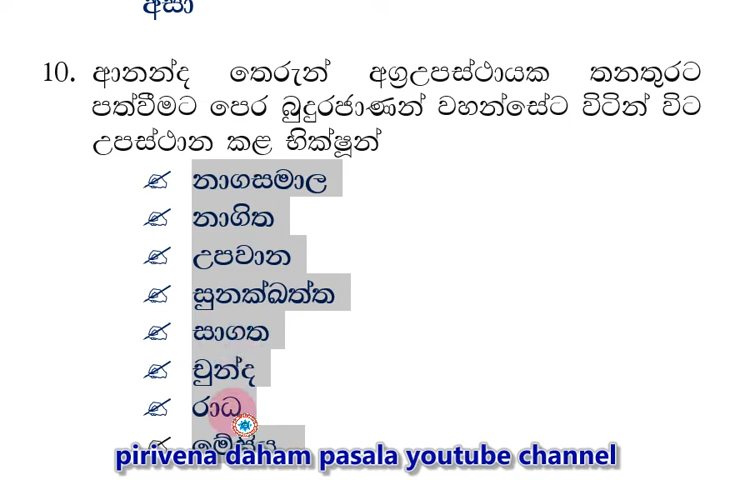 අසා
10. ආනන්ද තෙරුන් අග්‍රඋපස්ථායක තනතුරට
පත්වීමට පෙර බුදුරජාණන් වහන්සේට විටින් විට
උපස්ථාන කළ භික්ෂූන්
නාගසමාල
නාගිත
උපවාන
සුනක්ඛත්ත
සාගත
චුන්ද
රාධ
pirivena daham pasala youtube channel